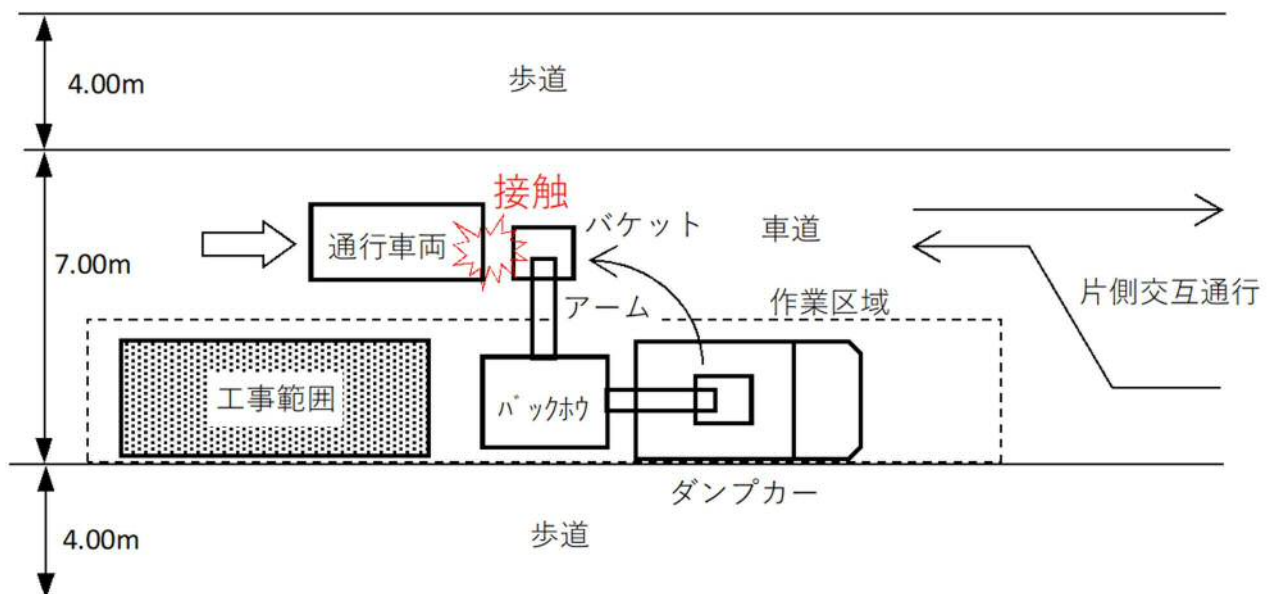 4.00m
歩道
接触
バケット
車道
通行車両
7.00m
アーム
作業区域
片側交互通行
工事範囲
バックホウ
ダンプカー
4.00m
歩道